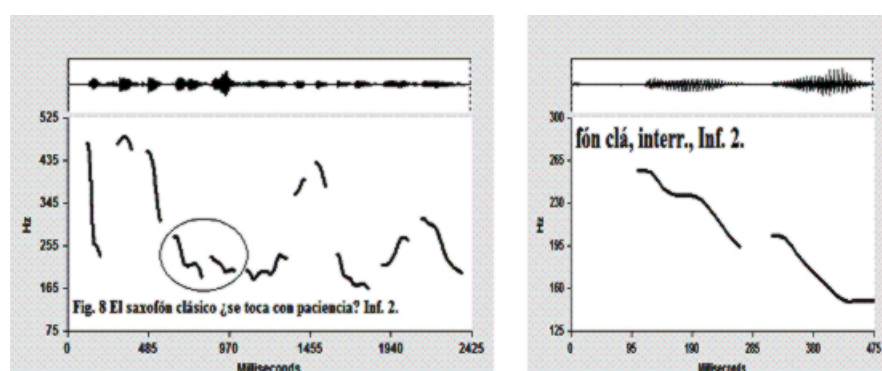 525
435
345
255
165
75
Hz
Fig. 8 El saxofón clásico ¿se toca con paciencia? Inf. 2.
0 485 970 1455 1940 2425
Milliseconds
300
265
230
195
160
125
Hz
fón clá, interr., Inf. 2.
0 95 190 285 380 475
Milliseconds